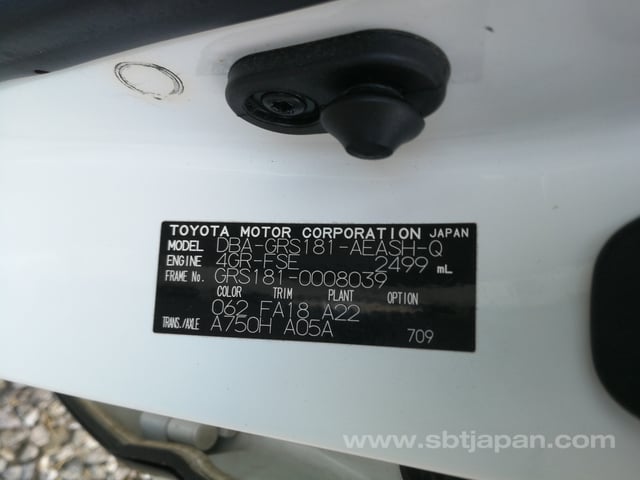 TOYOTA MOTOR CORPORATION JAPAN
MODEL DBA-GRS181-AEASH-Q
ENGINE 4GR-FSE 2499 mL
FRAME No. GRS181-0008039
COLOR TRIM PLANT OPTION
062 FA18 A22
TRANS./AXLE A750H A05A 709
www.sbtjapan.com